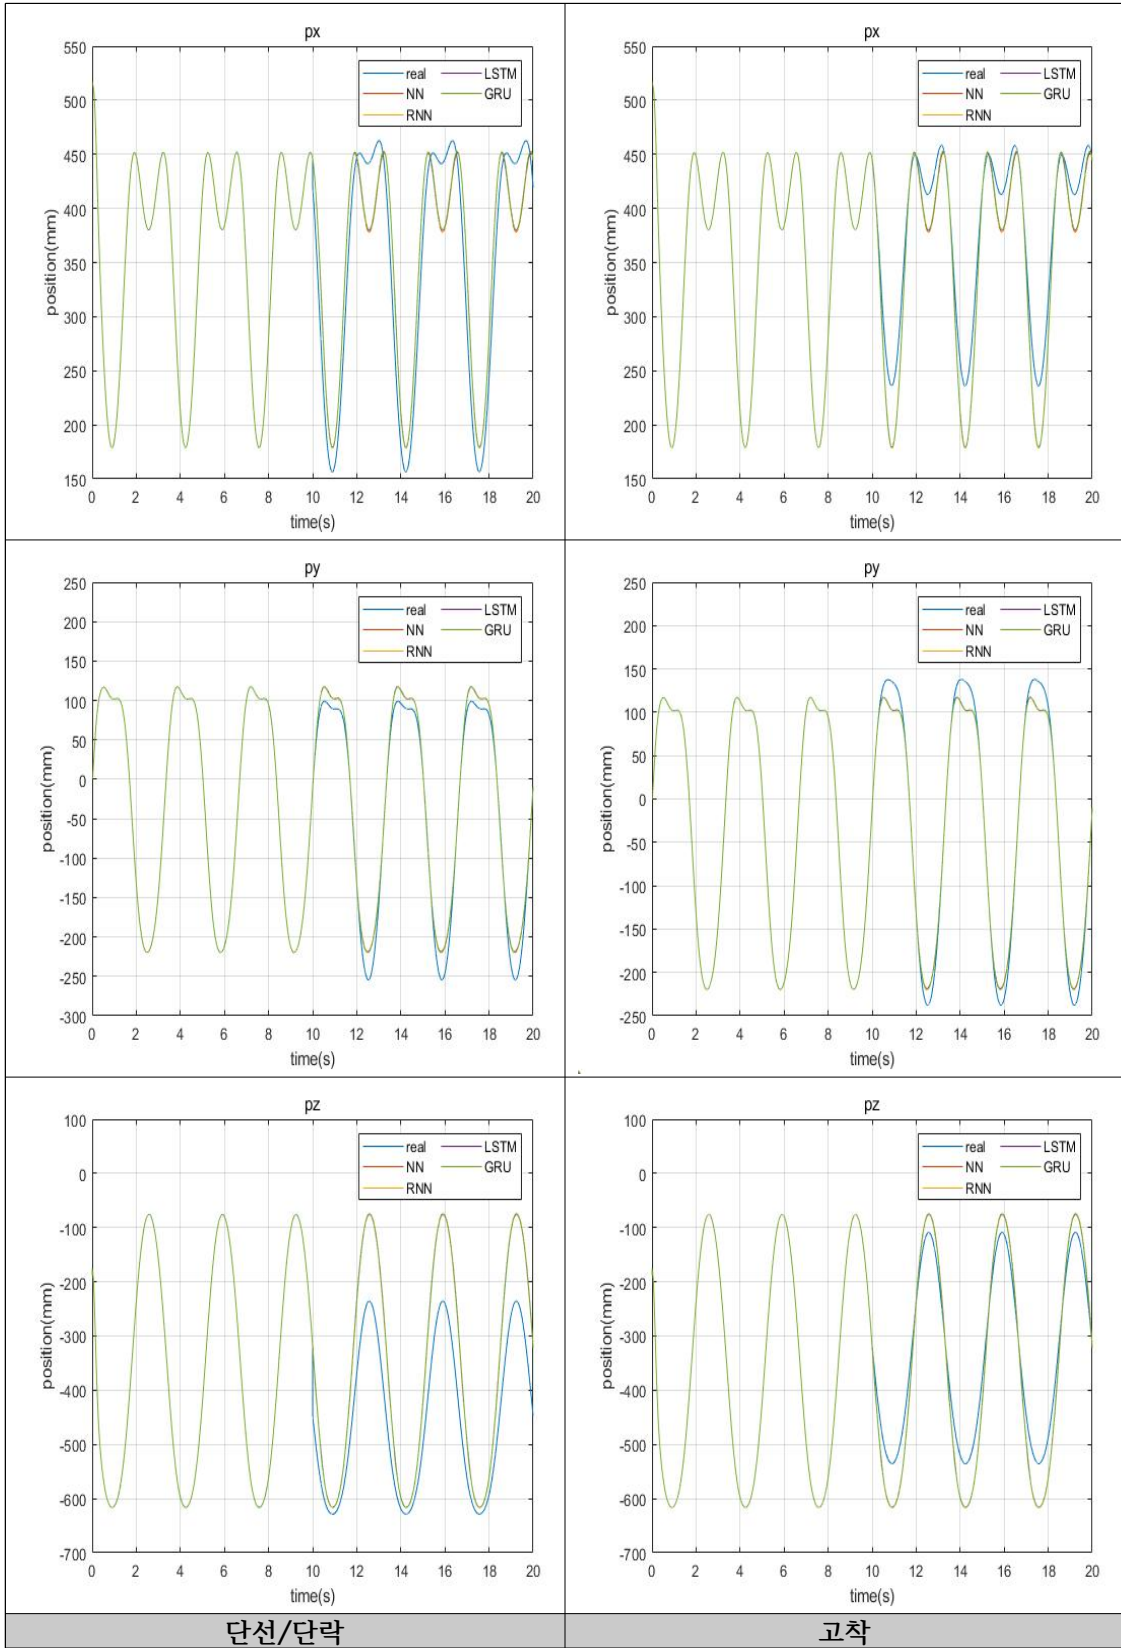 px
550
500
450
400
350
300
250
200
150
position(mm)
real
NN
RNN
LSTM
GRU
0 2 4 6 8 10 12 14 16 18 20
time(s)
px
550
500
450
400
350
300
250
200
150
position(mm)
real
NN
RNN
LSTM
GRU
0 2 4 6 8 10 12 14 16 18 20
time(s)
py
250
200
150
100
50
0
-50
-100
-150
-200
-250
-300
position(mm)
real
NN
RNN
LSTM
GRU
0 2 4 6 8 10 12 14 16 18 20
time(s)
py
250
200
150
100
50
0
-50
-100
-150
-200
-250
position(mm)
real
NN
RNN
LSTM
GRU
0 2 4 6 8 10 12 14 16 18 20
time(s)
pz
100
0
-100
-200
-300
-400
-500
-600
-700
position(mm)
real
NN
RNN
LSTM
GRU
0 2 4 6 8 10 12 14 16 18 20
time(s)
pz
100
0
-100
-200
-300
-400
-500
-600
-700
position(mm)
real
NN
RNN
LSTM
GRU
0 2 4 6 8 10 12 14 16 18 20
time(s)
단선/단락
고착